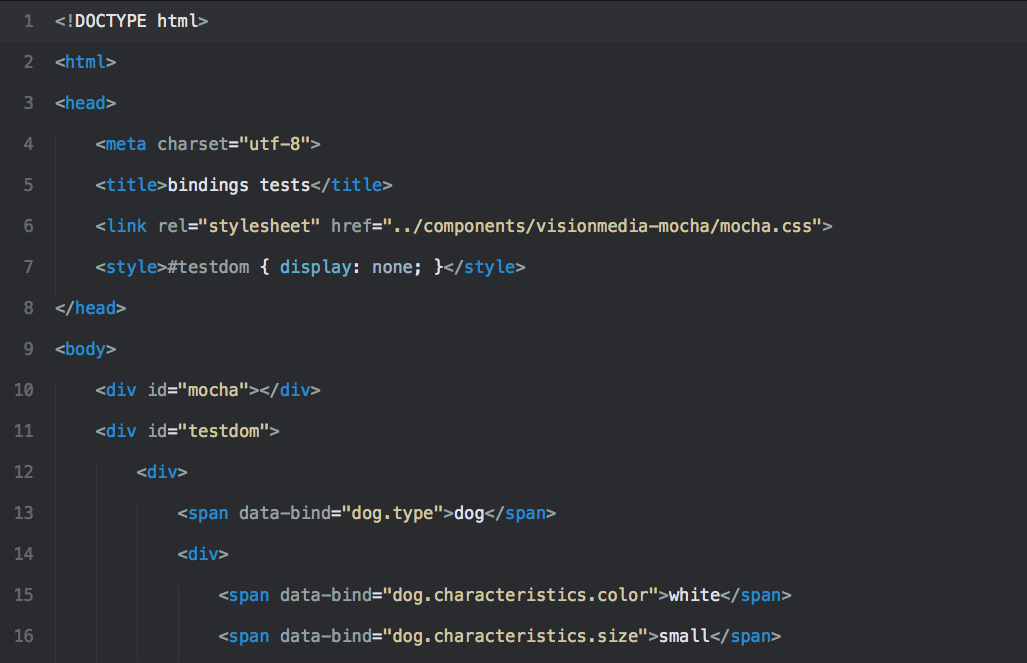 1 <!DOCTYPE html>
2 <html>
3 <head>
4     <meta charset="utf-8">
5     <title>bindings tests</title>
6     <link rel="stylesheet" href="../components/visionmedia-mocha/mocha.css">
7     <style>#testdom { display: none; }</style>
8 </head>
9 <body>
10     <div id="mocha"></div>
11     <div id="testdom">
12         <div>
13             <span data-bind="dog.type">dog</span>
14             <div>
15                 <span data-bind="dog.characteristics.color">white</span>
16                 <span data-bind="dog.characteristics.size">small</span>